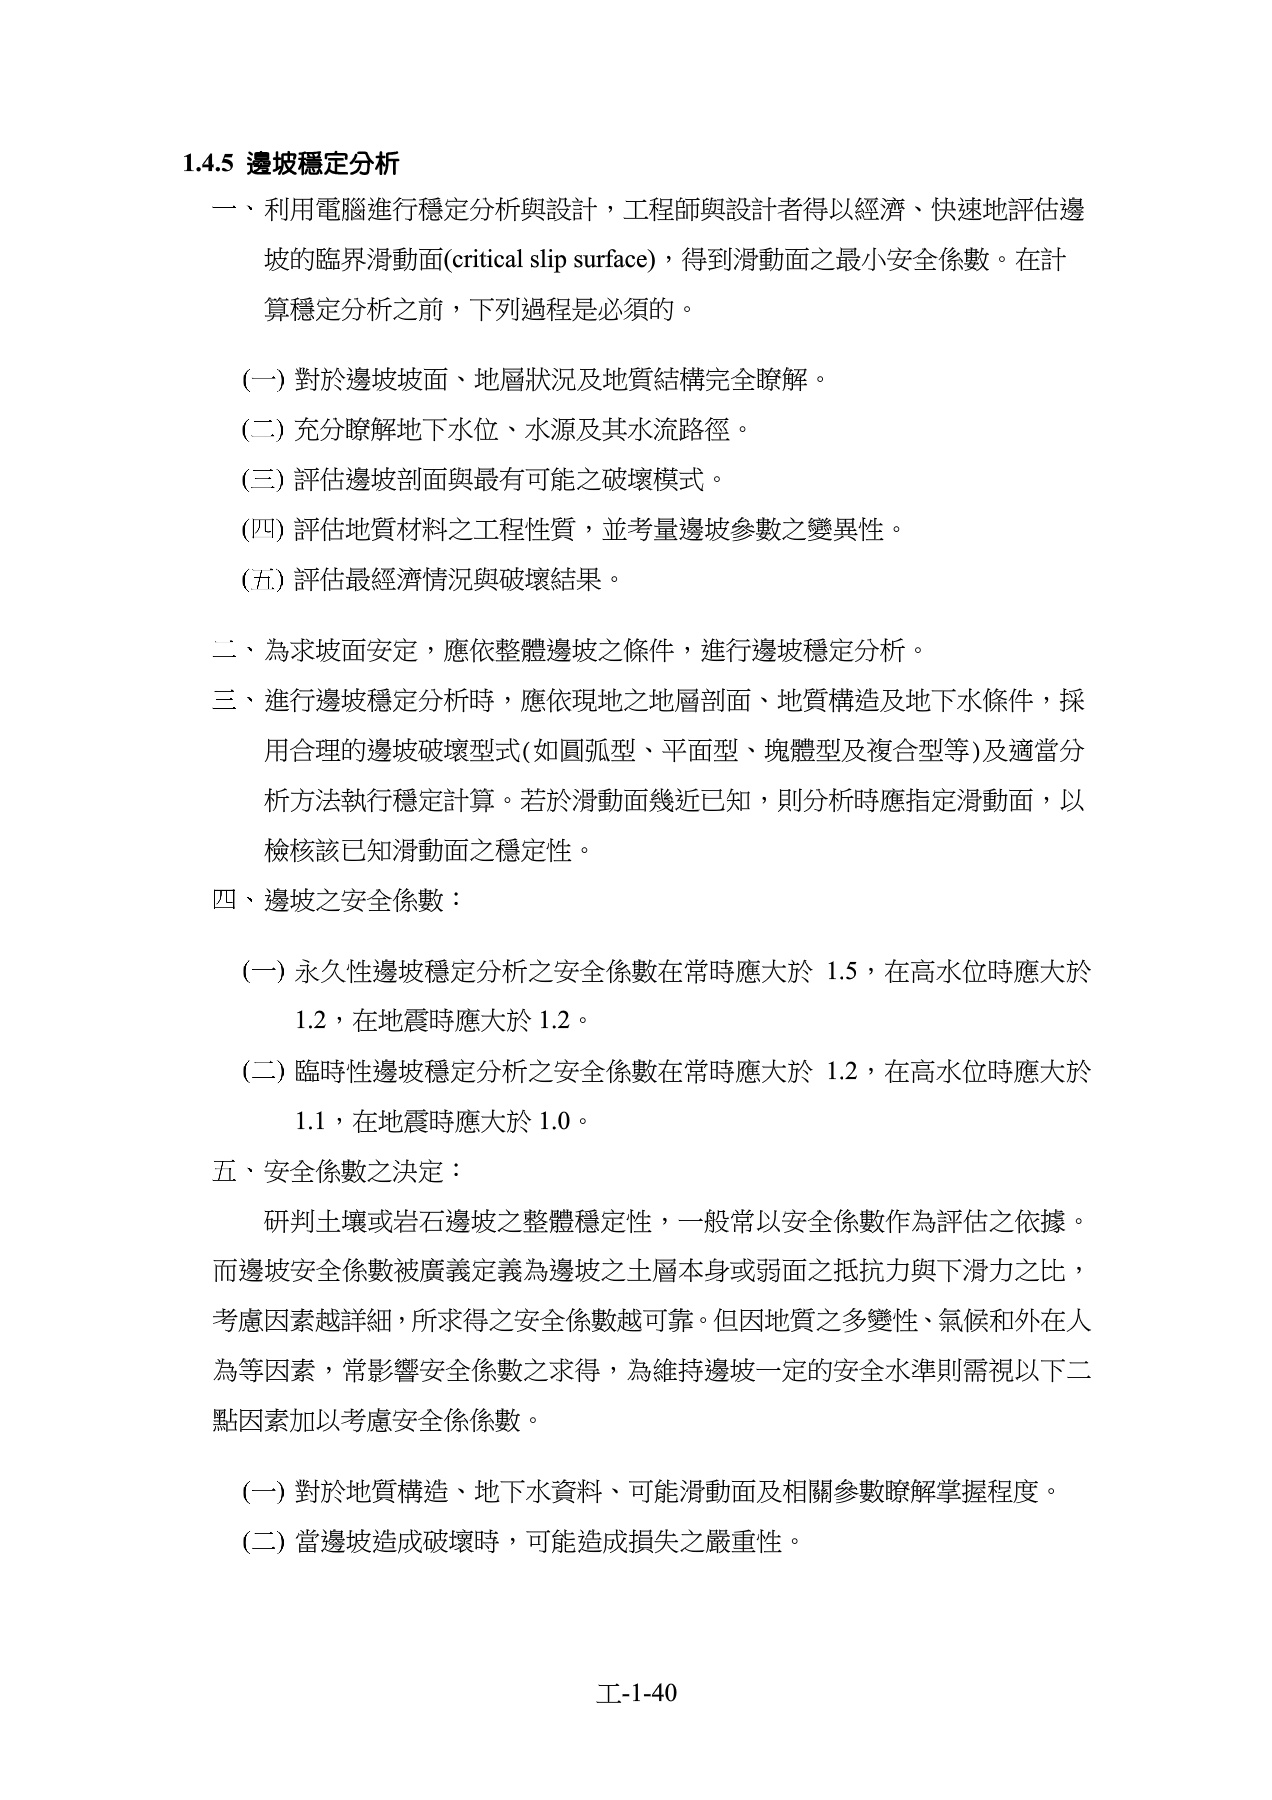 1.4.5 邊坡穩定分析
一、利用電腦進行穩定分析與設計，工程師與設計者得以經濟、快速地評估邊
坡的臨界滑動面(critical slip surface)，得到滑動面之最小安全係數。在計
算穩定分析之前，下列過程是必須的。
(一) 對於邊坡坡面、地層狀況及地質結構完全瞭解。
(二) 充分瞭解地下水位、水源及其水流路徑。
(三) 評估邊坡剖面與最有可能之破壞模式。
(四) 評估地質材料之工程性質，並考量邊坡參數之變異性。
(五) 評估最經濟情況與破壞結果。
二、為求坡面安定，應依整體邊坡之條件，進行邊坡穩定分析。
三、進行邊坡穩定分析時，應依現地之地層剖面、地質構造及地下水條件，採
用合理的邊坡破壞型式(如圓弧型、平面型、塊體型及複合型等)及適當分
析方法執行穩定計算。若於滑動面幾近已知，則分析時應指定滑動面，以
檢核該已知滑動面之穩定性。
四、邊坡之安全係數：
(一) 永久性邊坡穩定分析之安全係數在常時應大於 1.5，在高水位時應大於
1.2，在地震時應大於 1.2。
(二) 臨時性邊坡穩定分析之安全係數在常時應大於 1.2，在高水位時應大於
1.1，在地震時應大於 1.0。
五、安全係數之決定：
研判土壤或岩石邊坡之整體穩定性，一般常以安全係數作為評估之依據。
而邊坡安全係數被廣義定義為邊坡之土層本身或弱面之抵抗力與下滑力之比，
考慮因素越詳細，所求得之安全係數越可靠。但因地質之多變性、氣候和外在人
為等因素，常影響安全係數之求得，為維持邊坡一定的安全水準則需視以下二
點因素加以考慮安全係係數。
(一) 對於地質構造、地下水資料、可能滑動面及相關參數瞭解掌握程度。
(二) 當邊坡造成破壞時，可能造成損失之嚴重性。
工-1-40